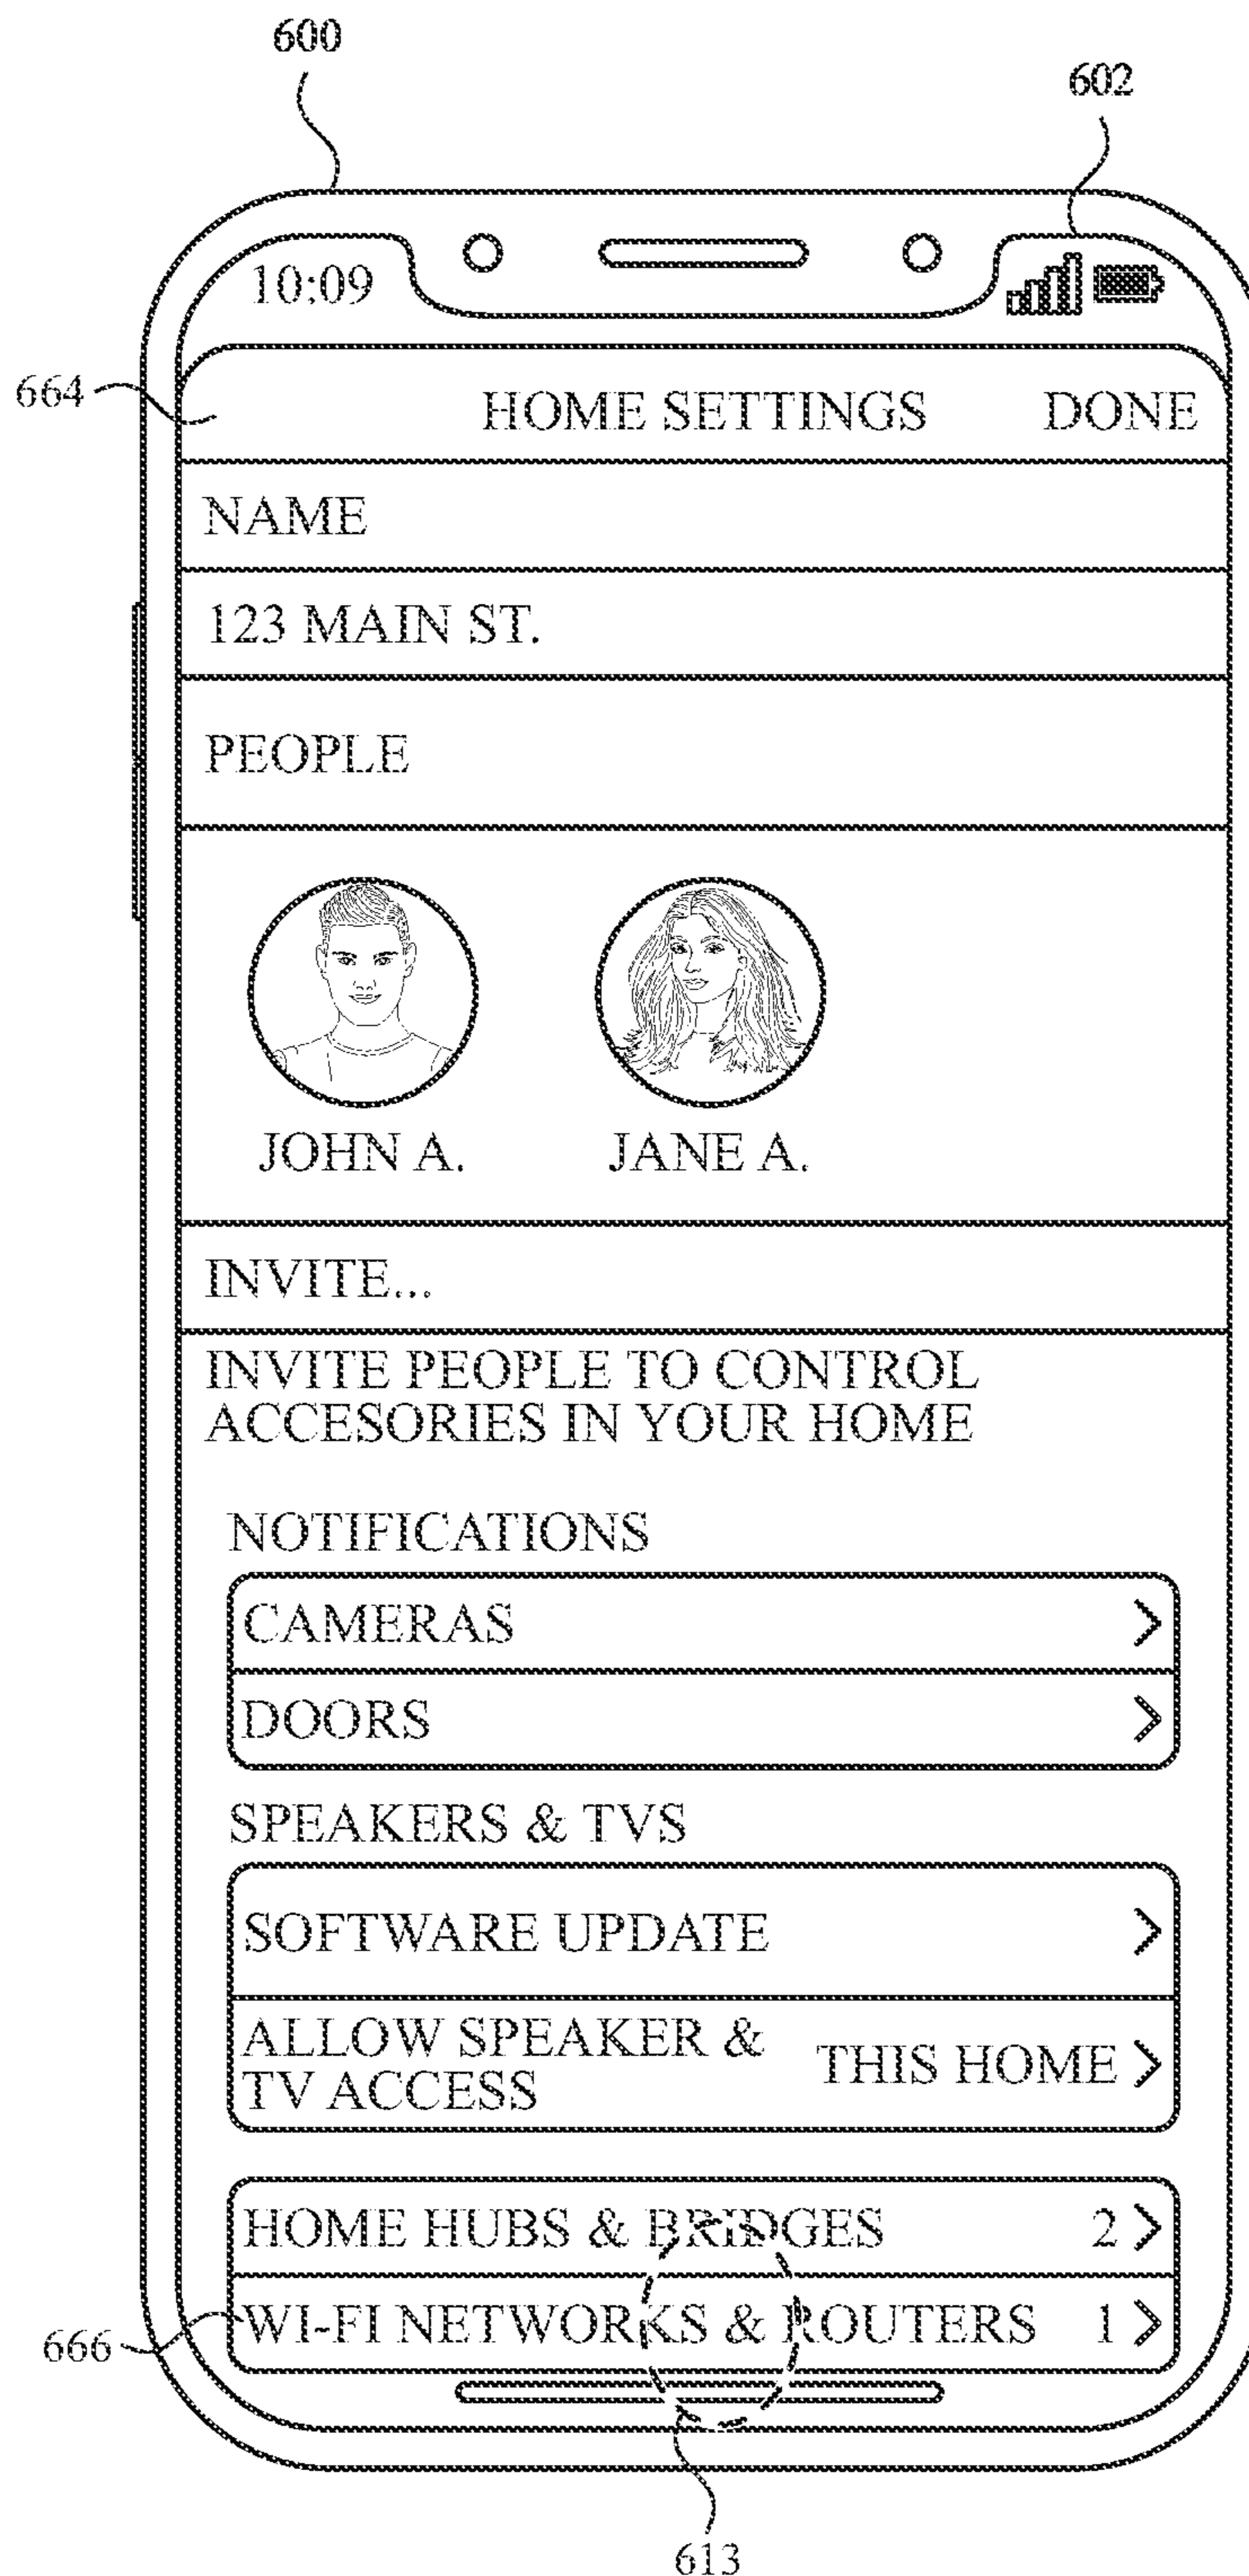 600
602
10:09
664
HOME SETTINGS DONE
NAME
123 MAIN ST.
PEOPLE
JOHN A. JANE A.
INVITE...
INVITE PEOPLE TO CONTROL
ACCESORIES IN YOUR HOME
NOTIFICATIONS
CAMERAS
DOORS
SPEAKERS & TVS
SOFTWARE UPDATE
ALLOW SPEAKER &
TV ACCESS
THIS HOME
HOME HUBS & BRIDGES 2
666
WI-FI NETWORKS & ROUTERS 1
613